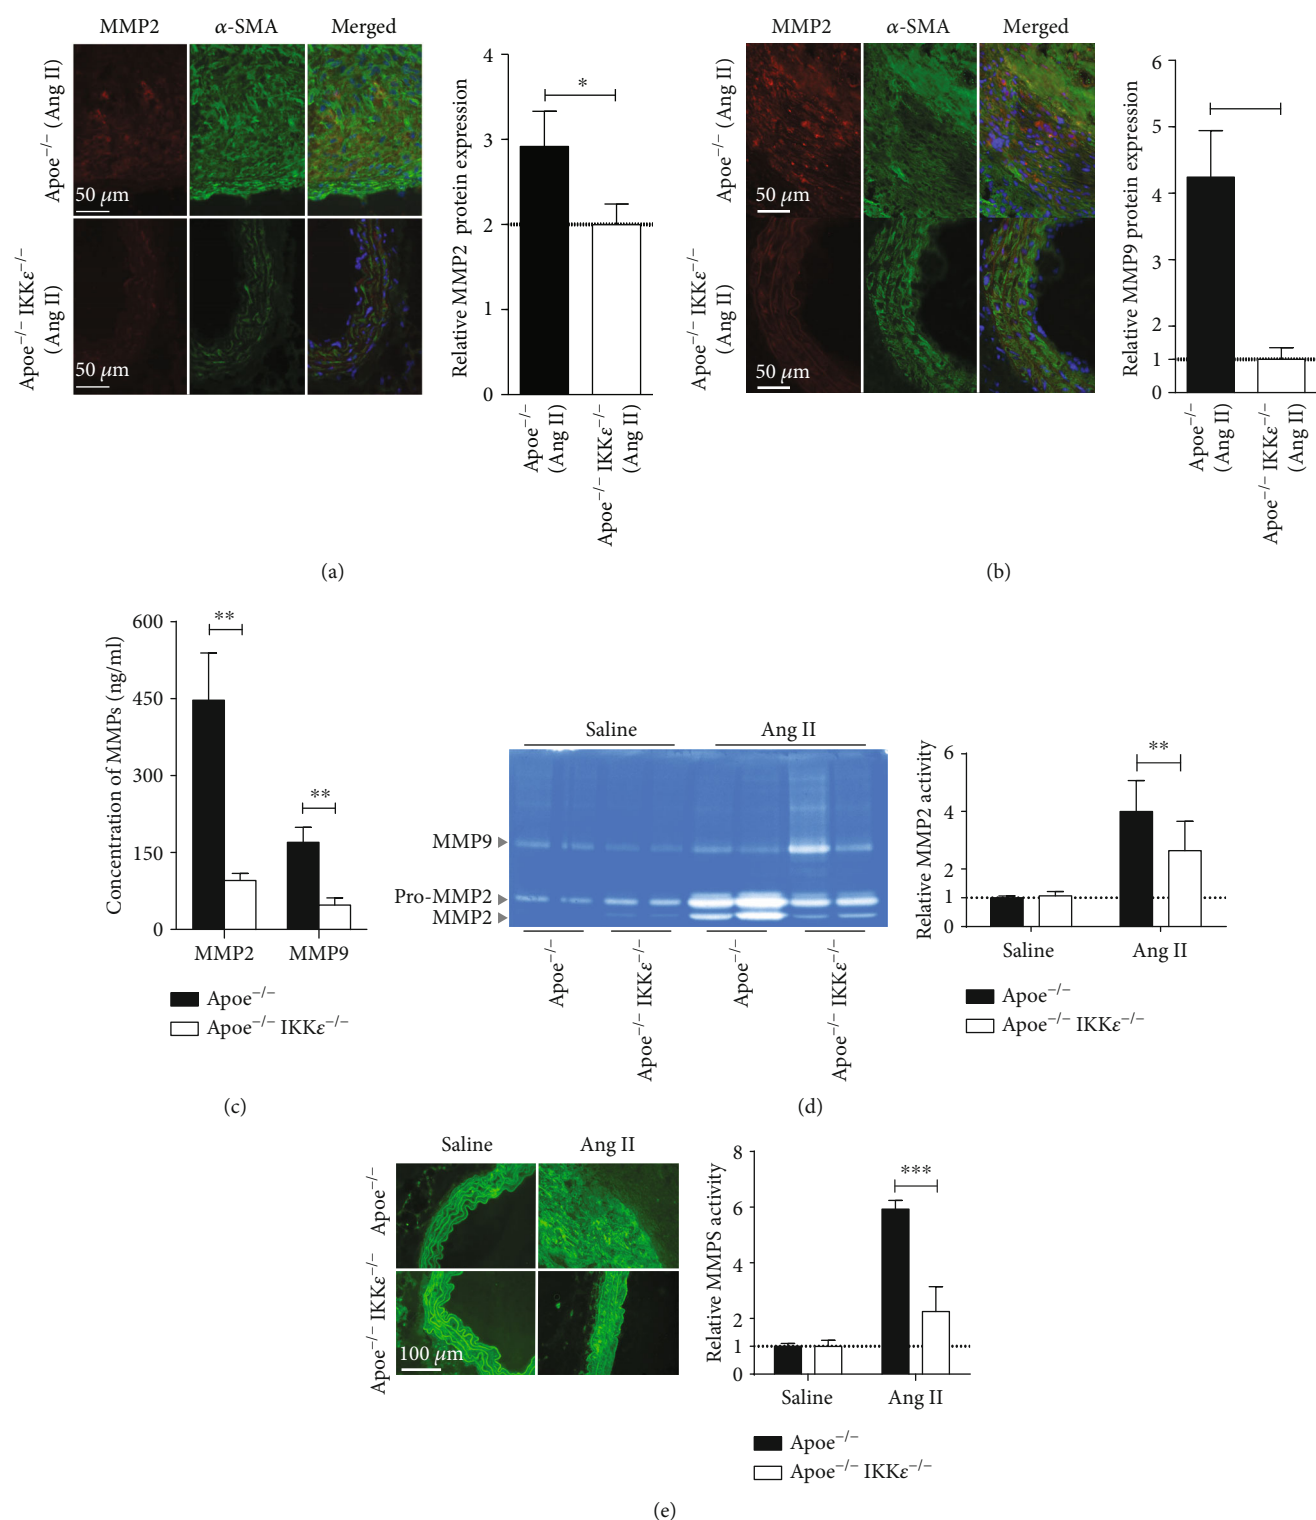 MMP2 α-SMA Merged
Apoe−/− (Ang II)
50 μm
Apoe−/− IKKε−/−
(Ang II)
50 μm
Relative MMP2 protein expression
4
3
2
1
0
*
Apoe−/−
(Ang II)
Apoe−/− IKKε−/−
(Ang II)
(a)
MMP2 α-SMA Merged
Apoe−/− (Ang II)
50 μm
Apoe−/− IKKε−/−
(Ang II)
50 μm
Relative MMP9 protein expression
6
5
4
6
2
1
0
Apoe−/−
(Ang II)
Apoe−/− IKKε−/−
(Ang II)
(b)
Concentration of MMPs (ng/ml)
600
450
300
150
0
**
**
MMP2 MMP9
Apoe−/−
Apoe−/− IKKε−/−
(c)
Saline Ang II
MMP9
Pro-MMP2
MMP2
Apoe−/−
Apoe−/− IKKε−/−
Apoe−/−
Apoe−/− IKKε−/−
Relative MMP2 activity
6
4
2
1
0
**
Saline Ang II
Apoe−/−
Apoe−/− IKKε−/−
(d)
Saline Ang II
Apoe−/−
Apoe−/− IKKε−/−
100 μm
Relative MMPS activity
8
6
4
2
1
0
***
Saline Ang II
Apoe−/−
Apoe−/− IKKε−/−
(e)